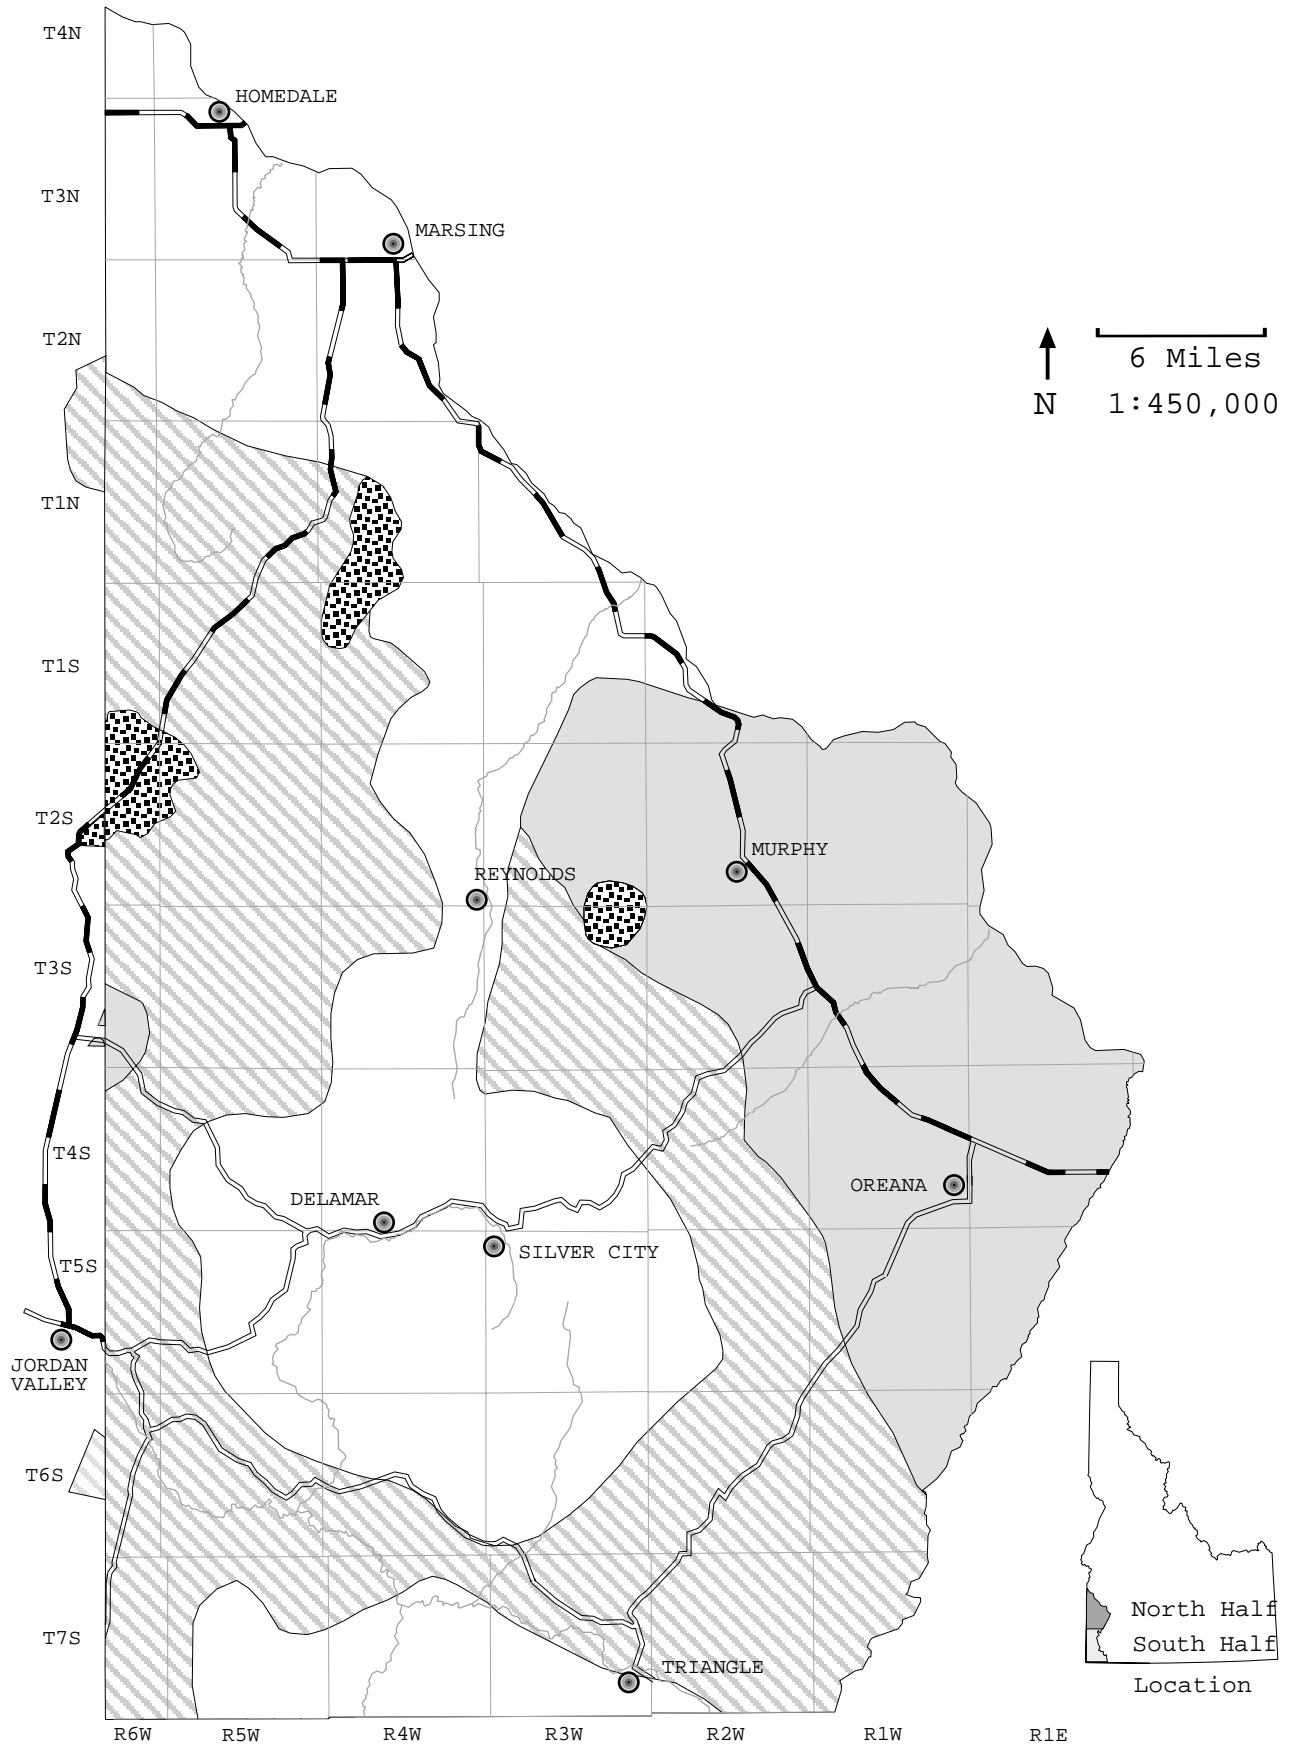 T4N
HOMEDALE
T3N
MARSING
T2N
6 Miles
N 1:450,000
T1N
T1S
T2S
MURPHY
REYNOLDS
T3S
T4S
OREANA
DELAMAR
SILVER CITY
T5S
JORDAN
VALLEY
T6S
North Half
South Half
Location
T7S
TRIANGLE
R6W R5W R4W R3W R2W R1W R1E